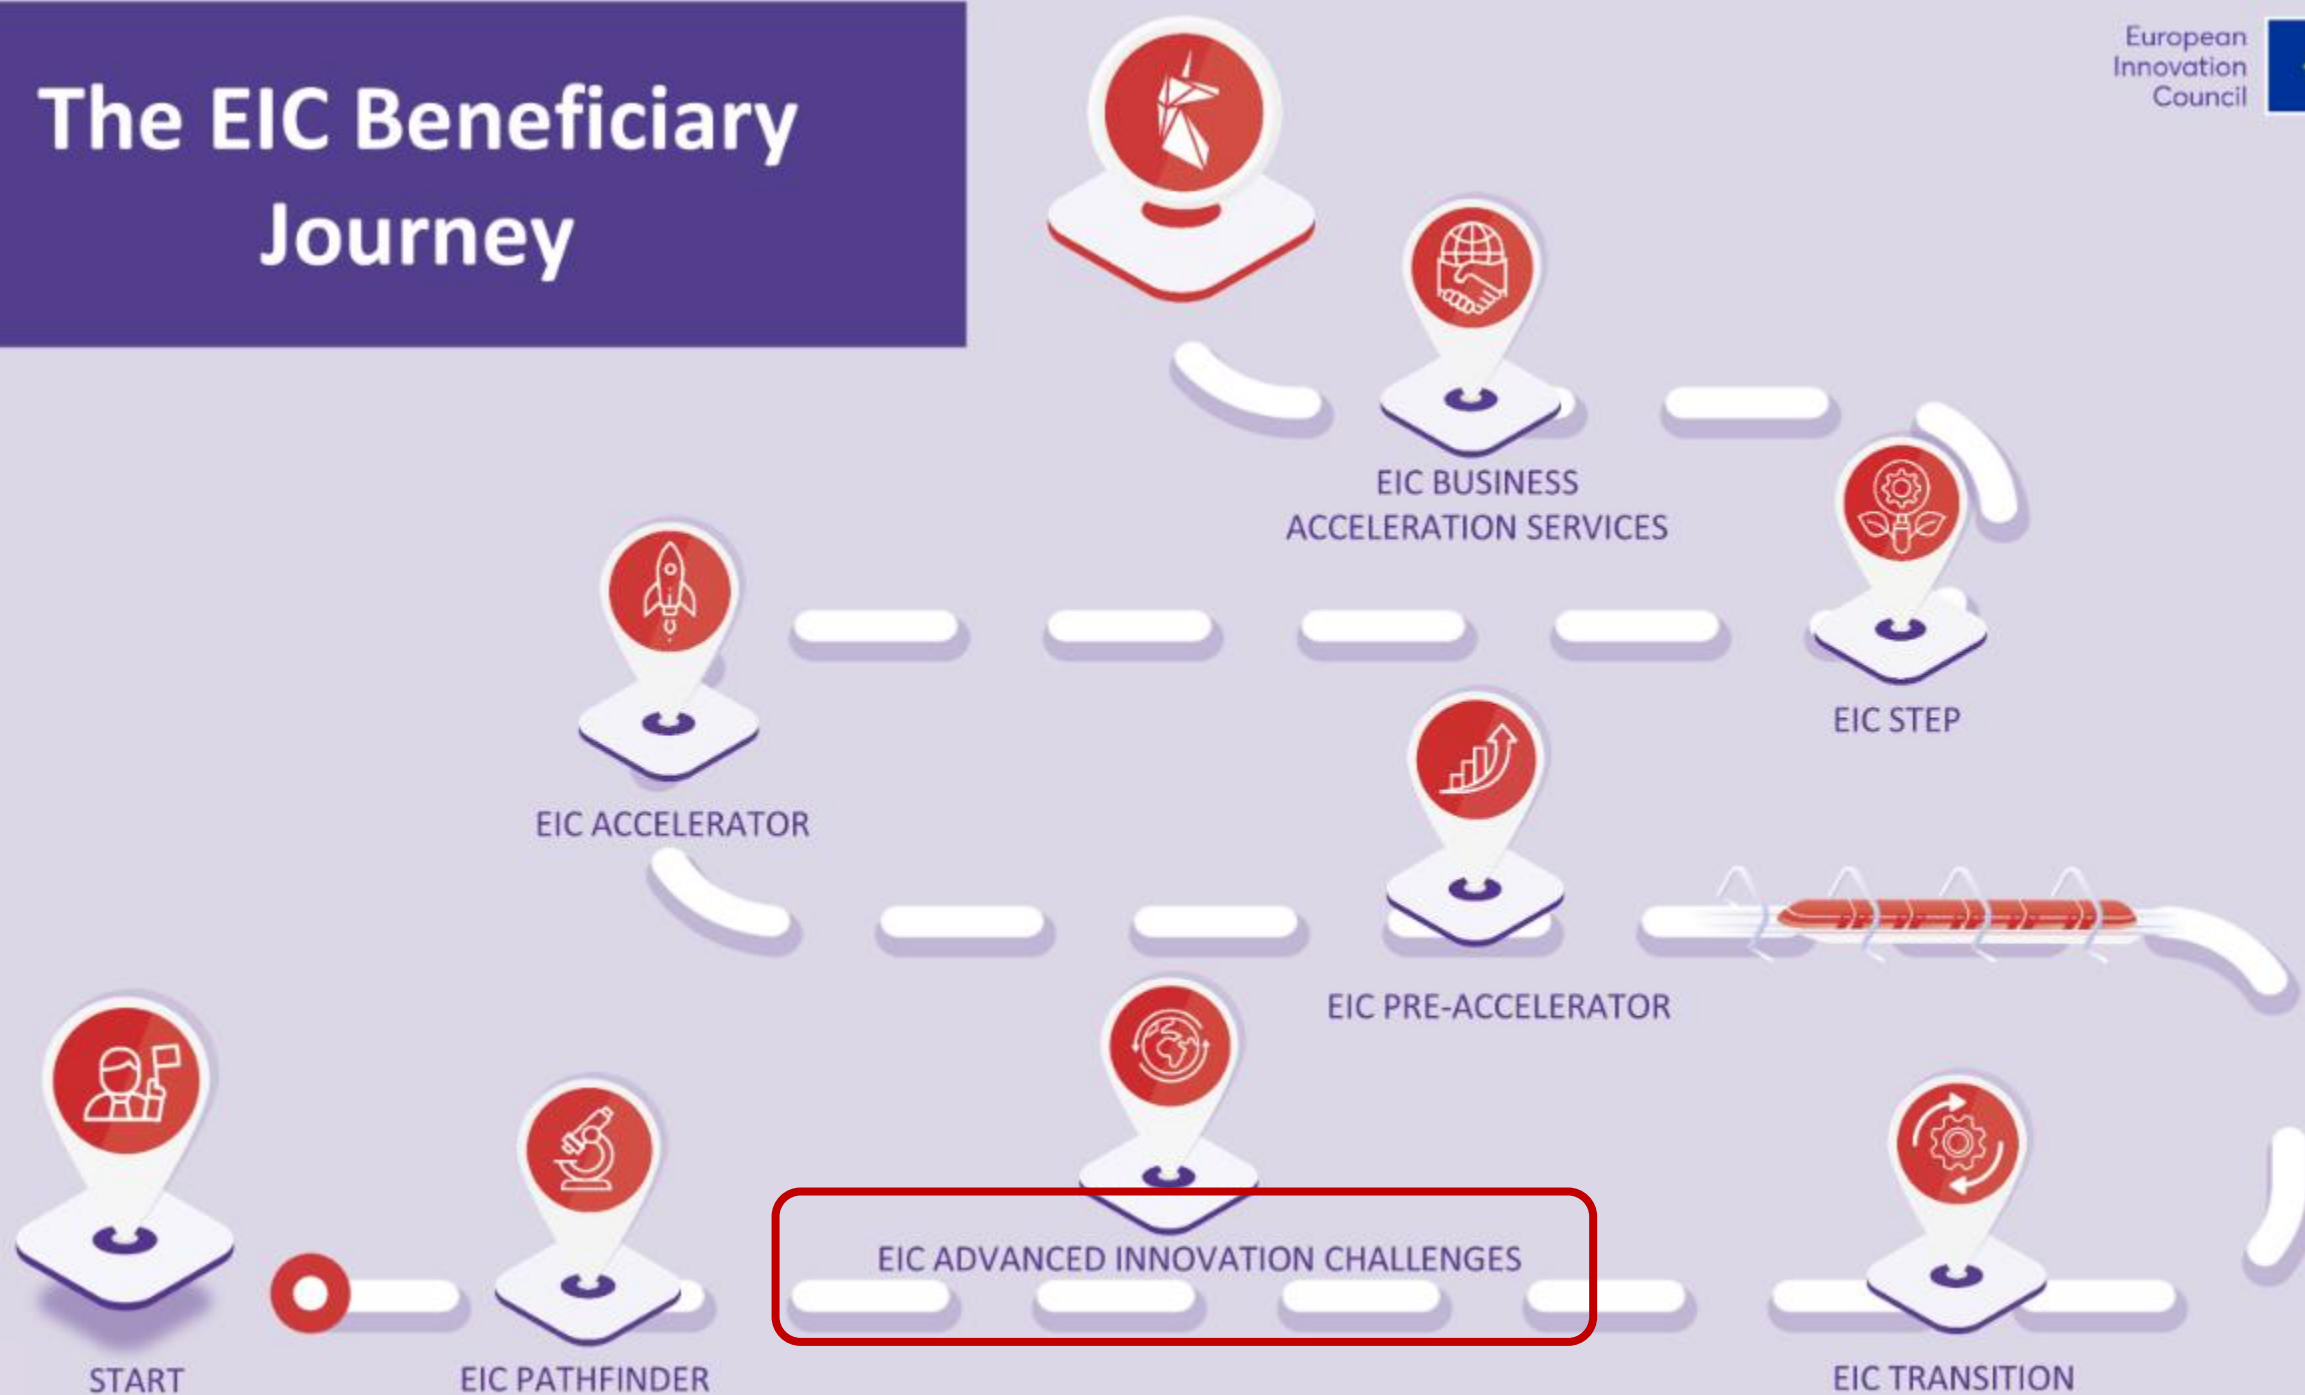 The EIC Beneficiary
Journey
European
Innovation
Council
EIC BUSINESS
ACCELERATION SERVICES
EIC STEP
EIC ACCELERATOR
EIC PRE-ACCELERATOR
EIC ADVANCED INNOVATION CHALLENGES
START
EIC PATHFINDER
EIC TRANSITION